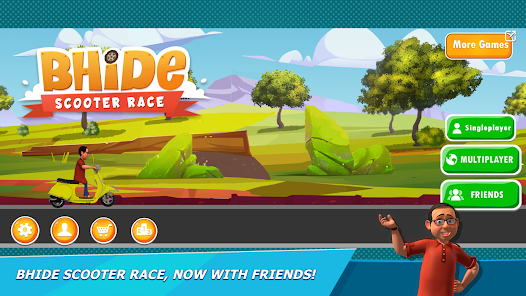 More Games
BHiDE
SCOOTER RACE
Singleplayer
MULTIPLAYER
FRIENDS
BHIDE SCOOTER RACE, NOW WITH FRIENDS!